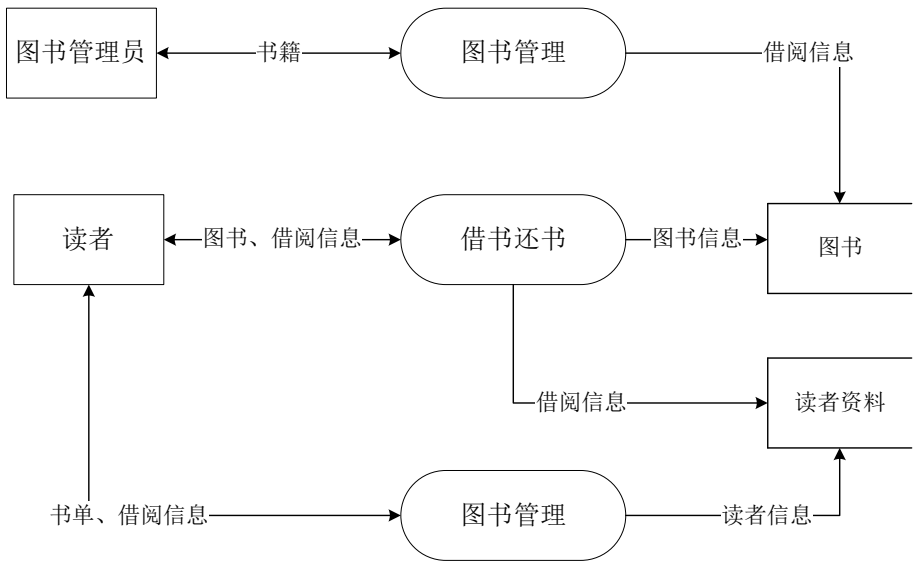 图书管理员
书籍
图书管理
借阅信息
读者
图书、借阅信息
借书还书
图书信息
图书
借阅信息
读者资料
书单、借阅信息
图书管理
读者信息